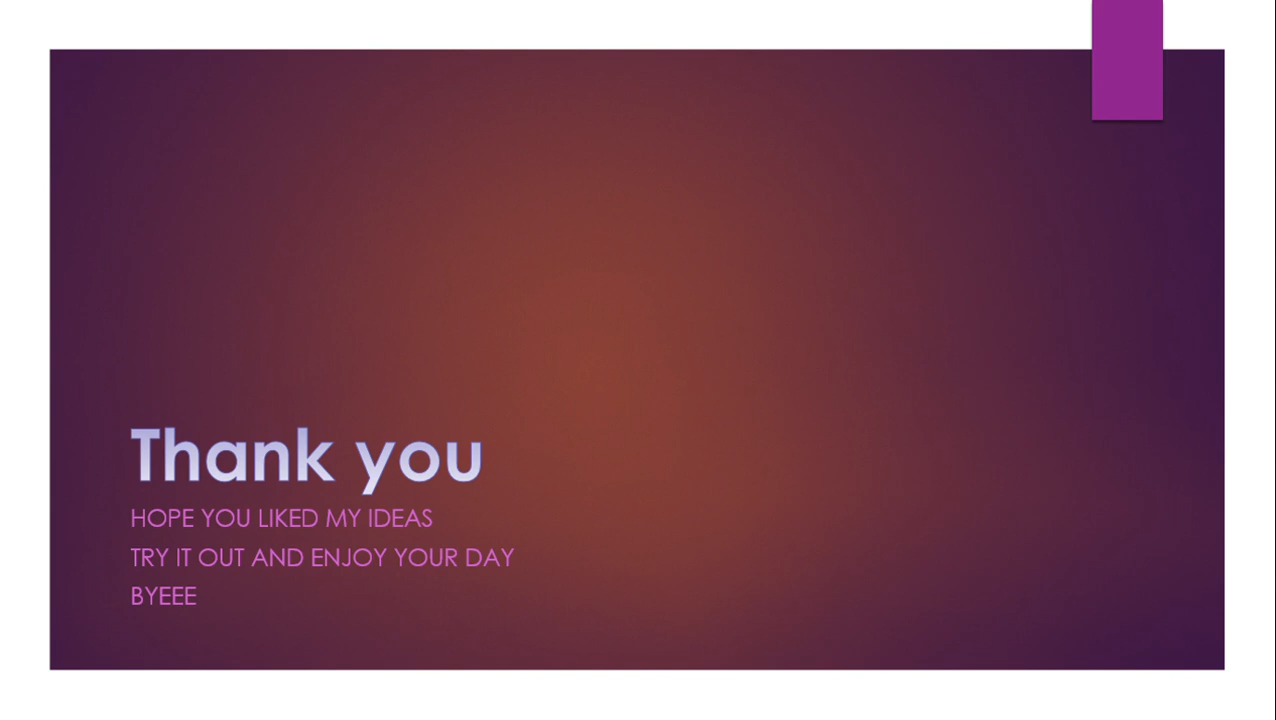 Thank you
HOPE YOU LIKED MY IDEAS
TRY IT OUT AND ENJOY YOUR DAY
BYEEE